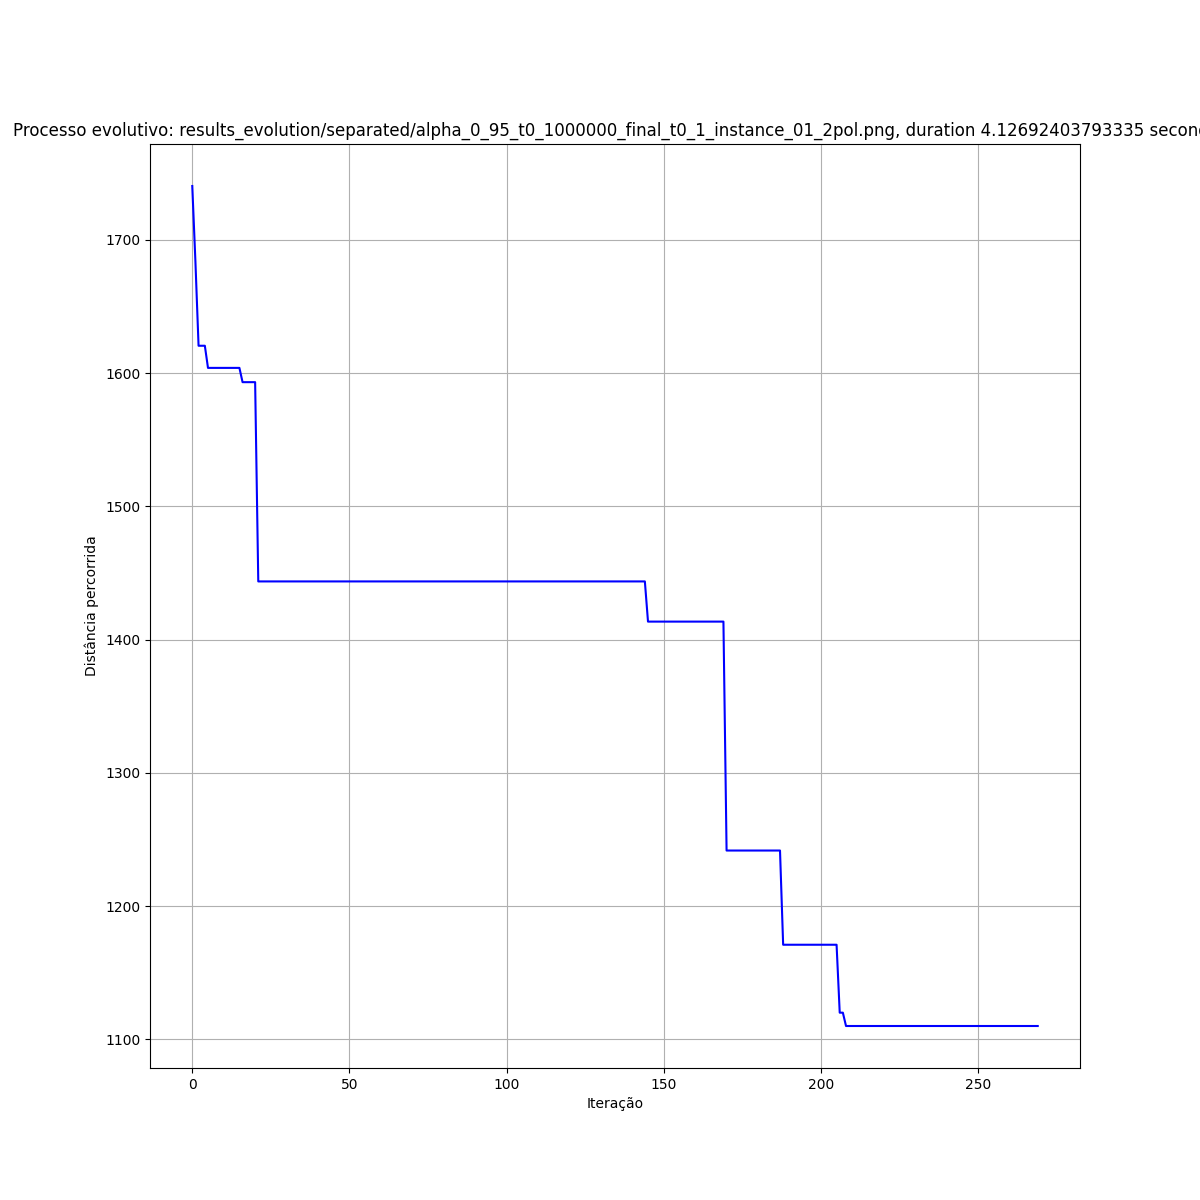 Processo evolutivo: results_evolution/separated/alpha_0_95_t0_1000000_final_t0_1_instance_01_2pol.png, duration 4.12692403793335
1700
1600
1500
1400
1300
1200
1100
Distância percorrida
0 50 100 150 200 250
Iteração